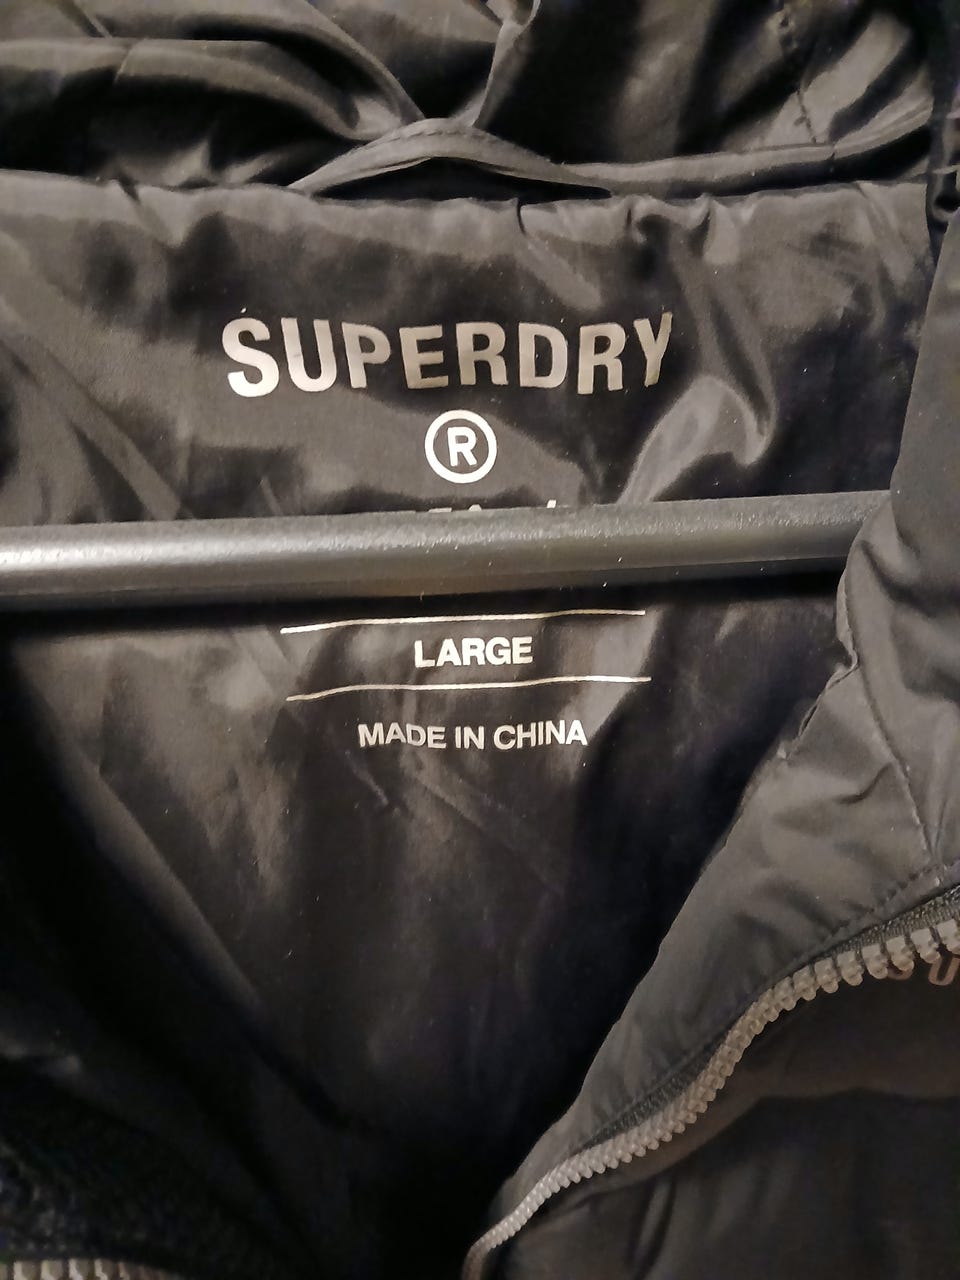 SUPERDRY
®
LARGE
MADE IN CHINA